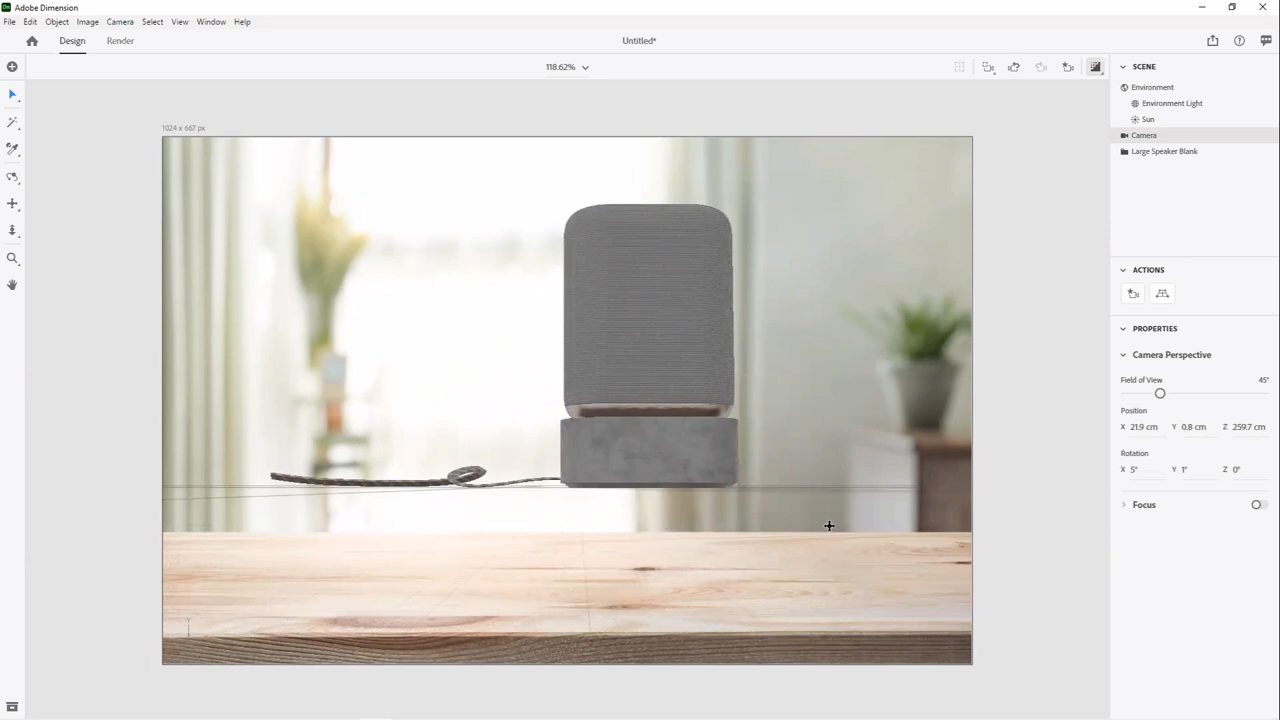 Adobe Dimension
File Edit Object Image Camera Select View Window Help
Design Render Untitled*
118.62%
1024 x 667 px
SCENE
Environment
Environment Light
Sun
Camera
Large Speaker Blank
ACTIONS
PROPERTIES
Camera Perspective
Field of View 45°
Position
X 21.9 cm Y 0.8 cm Z 259.7 cm
Rotation
X 5° Y 1° Z 0°
Focus